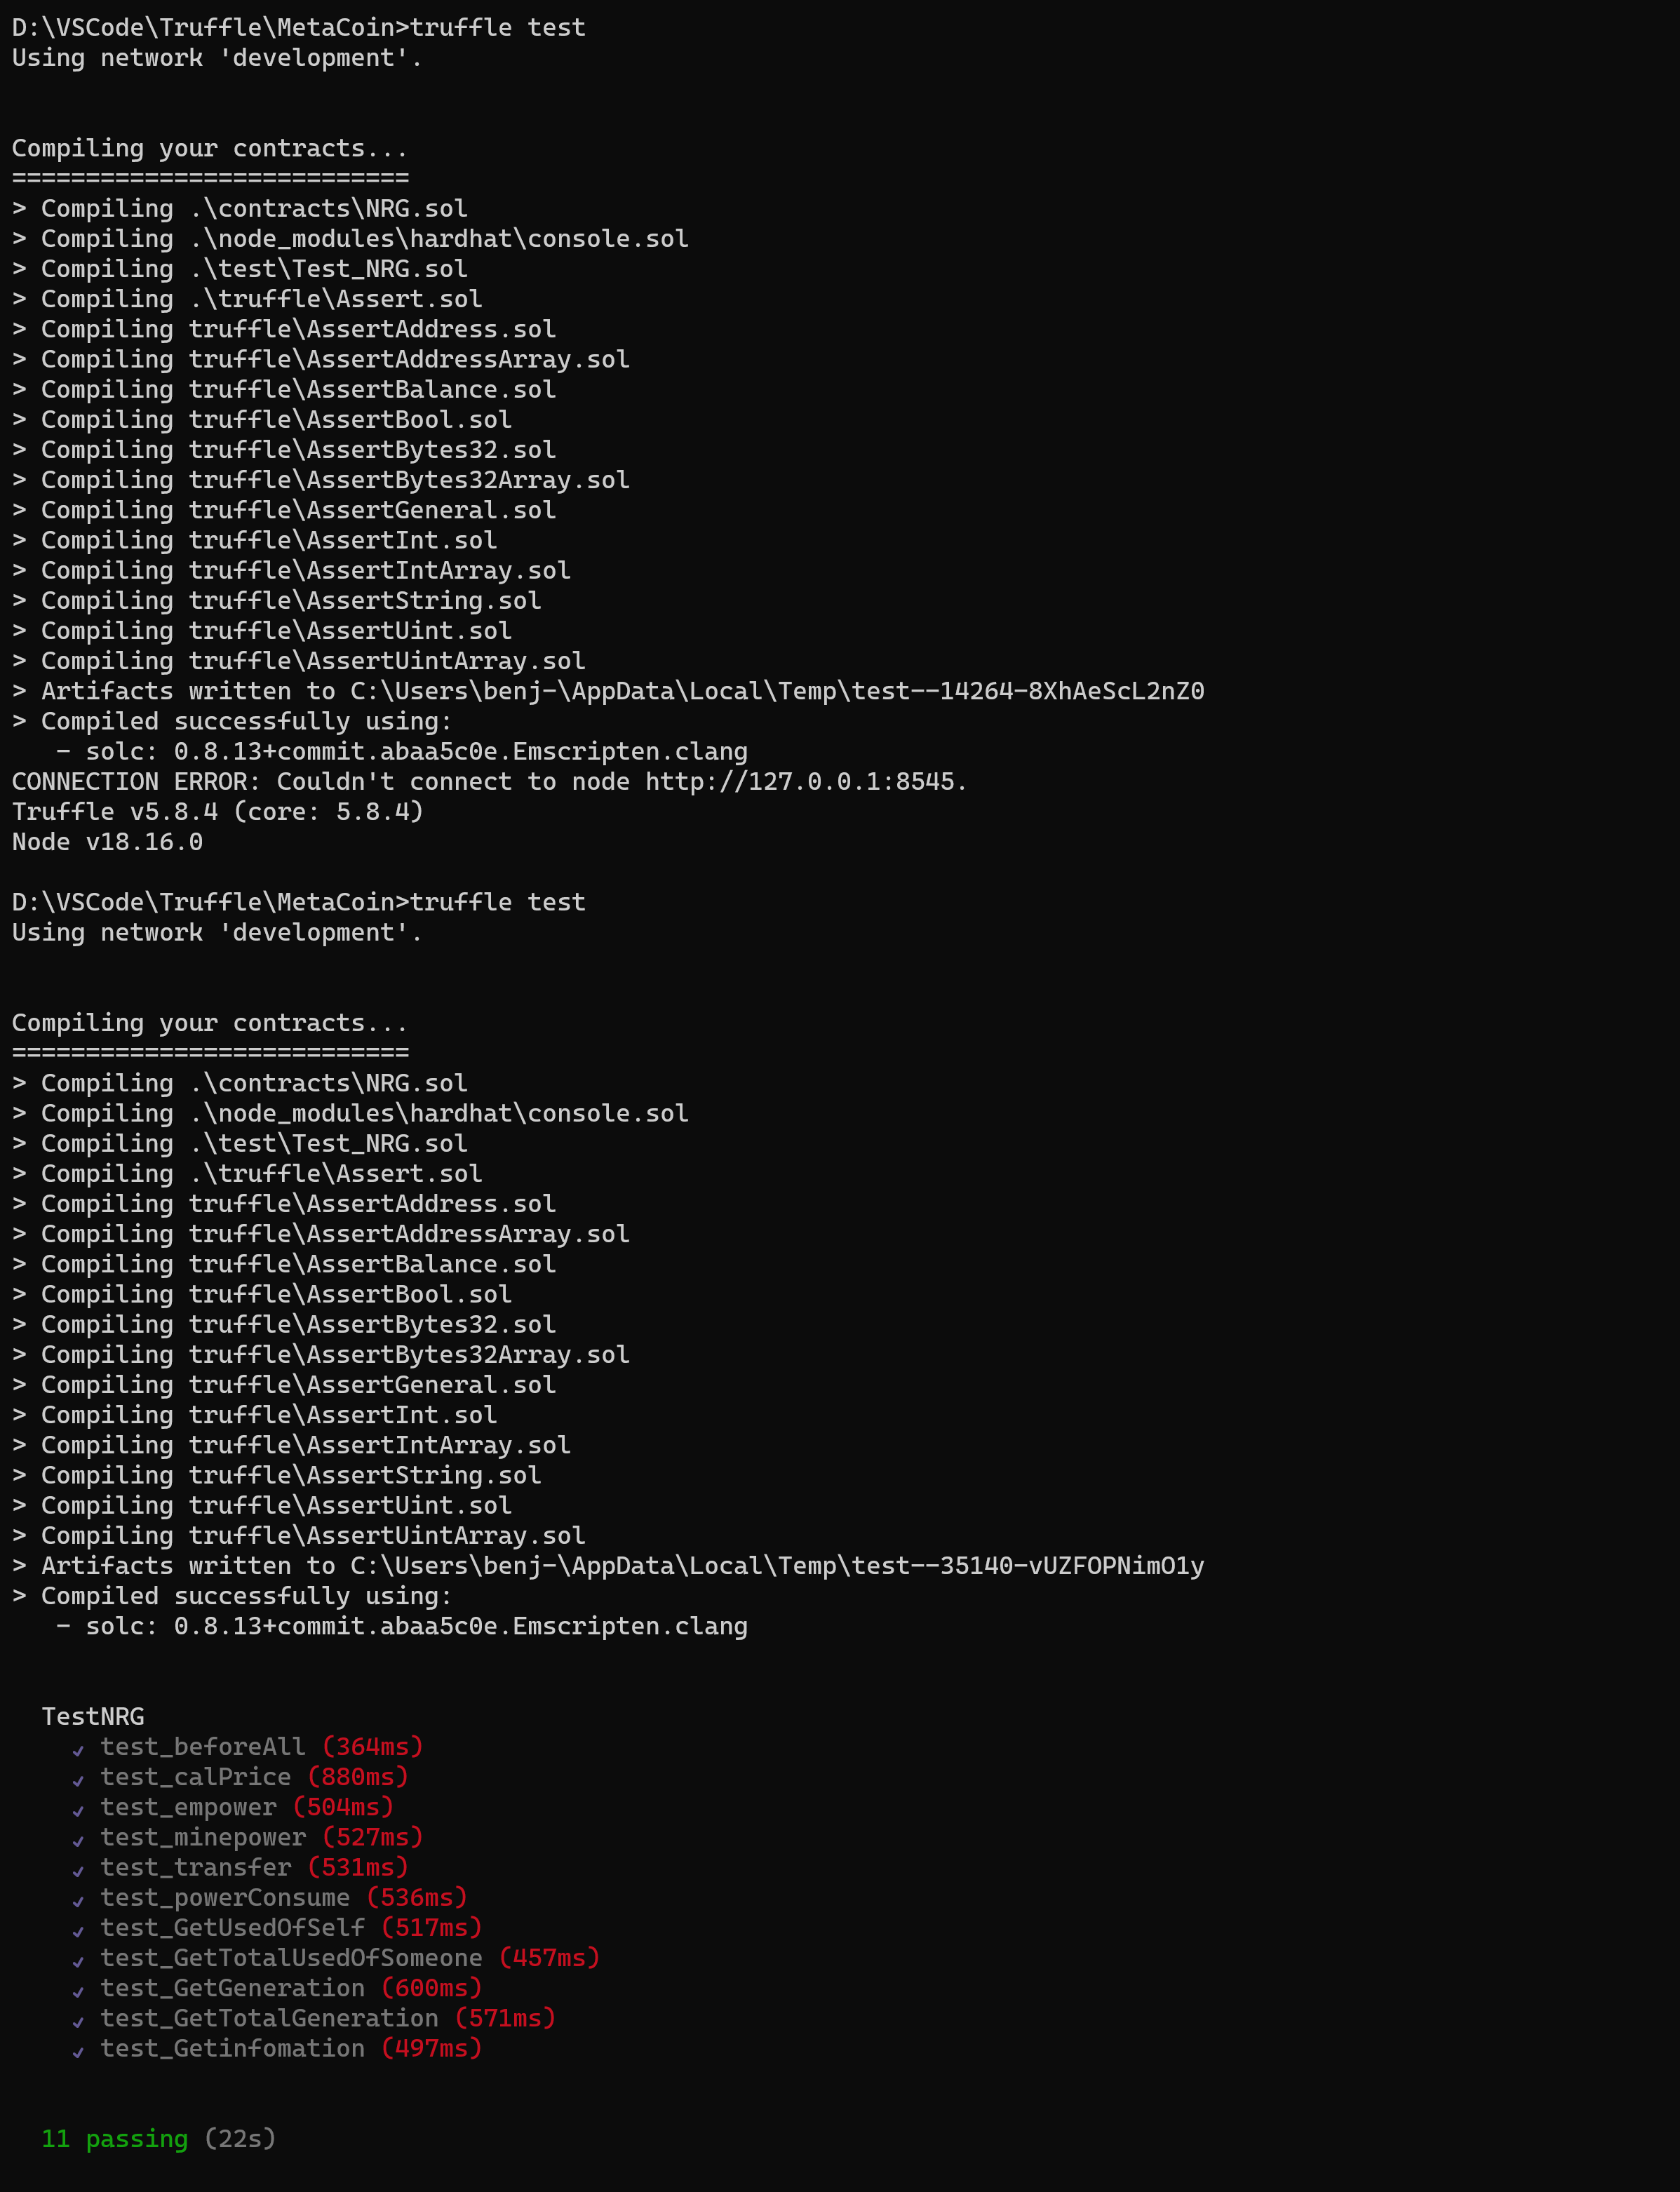 D:\VSCode\Truffle\MetaCoin>truffle test
Using network 'development'.
Compiling your contracts...
===========================
> Compiling .\contracts\NRG.sol
> Compiling .\node_modules\hardhat\console.sol
> Compiling .\test\Test_NRG.sol
> Compiling .\truffle\Assert.sol
> Compiling truffle\AssertAddress.sol
> Compiling truffle\AssertAddressArray.sol
> Compiling truffle\AssertBalance.sol
> Compiling truffle\AssertBool.sol
> Compiling truffle\AssertBytes32.sol
> Compiling truffle\AssertBytes32Array.sol
> Compiling truffle\AssertGeneral.sol
> Compiling truffle\AssertInt.sol
> Compiling truffle\AssertIntArray.sol
> Compiling truffle\AssertString.sol
> Compiling truffle\AssertUint.sol
> Compiling truffle\AssertUintArray.sol
> Artifacts written to C:\Users\benj-\AppData\Local\Temp\test--14264-8XhAeScL2nZ0
> Compiled successfully using:
   - solc: 0.8.13+commit.abaa5c0e.Emscripten.clang
CONNECTION ERROR: Couldn't connect to node http://127.0.0.1:8545.
Truffle v5.8.4 (core: 5.8.4)
Node v18.16.0
D:\VSCode\Truffle\MetaCoin>truffle test
Using network 'development'.
Compiling your contracts...
===========================
> Compiling .\contracts\NRG.sol
> Compiling .\node_modules\hardhat\console.sol
> Compiling .\test\Test_NRG.sol
> Compiling .\truffle\Assert.sol
> Compiling truffle\AssertAddress.sol
> Compiling truffle\AssertAddressArray.sol
> Compiling truffle\AssertBalance.sol
> Compiling truffle\AssertBool.sol
> Compiling truffle\AssertBytes32.sol
> Compiling truffle\AssertBytes32Array.sol
> Compiling truffle\AssertGeneral.sol
> Compiling truffle\AssertInt.sol
> Compiling truffle\AssertIntArray.sol
> Compiling truffle\AssertString.sol
> Compiling truffle\AssertUint.sol
> Compiling truffle\AssertUintArray.sol
> Artifacts written to C:\Users\benj-\AppData\Local\Temp\test--35140-vUZFOPNimO1y
> Compiled successfully using:
   - solc: 0.8.13+commit.abaa5c0e.Emscripten.clang
  TestNRG
    ✓ test_beforeAll (364ms)
    ✓ test_calPrice (880ms)
    ✓ test_empower (504ms)
    ✓ test_minepower (527ms)
    ✓ test_transfer (531ms)
    ✓ test_powerConsume (536ms)
    ✓ test_GetUsedOfSelf (517ms)
    ✓ test_GetTotalUsedOfSomeone (457ms)
    ✓ test_GetGeneration (600ms)
    ✓ test_GetTotalGeneration (571ms)
    ✓ test_Getinfomation (497ms)
  11 passing (22s)